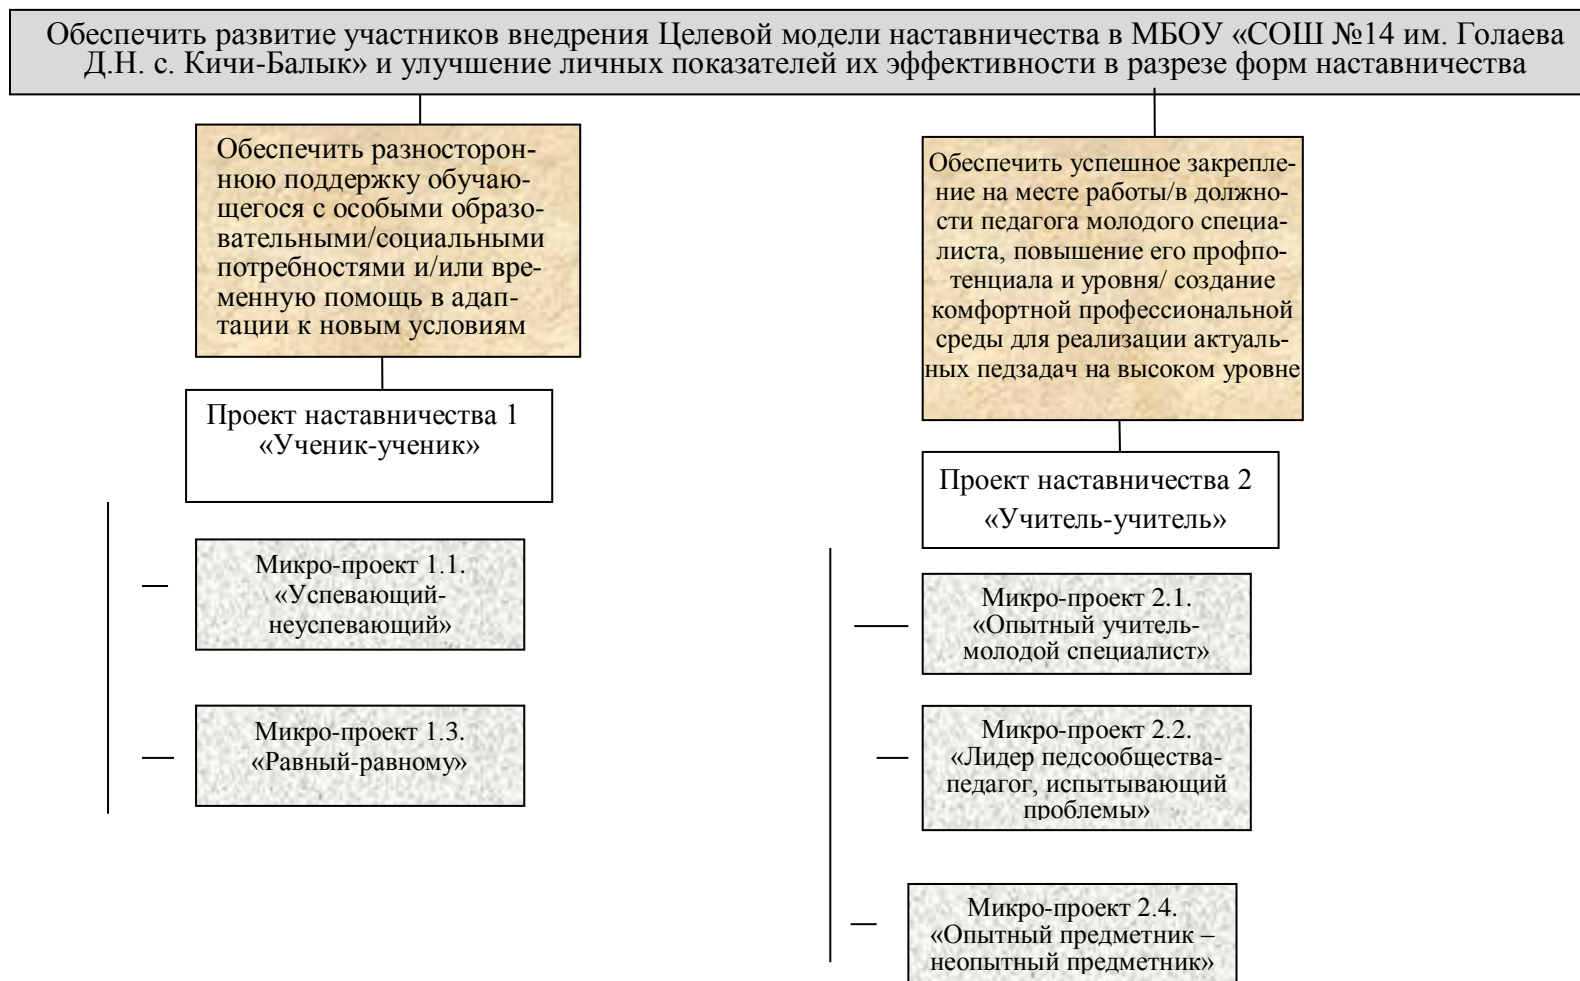 Обеспечить развитие участников внедрения Целевой модели наставничества в МБОУ «СОШ №14 им. Голаева
Д.Н. с. Кичи-Балык» и улучшение личных показателей их эффективности в разрезе форм наставничества
Обеспечить разносторон-
нюю поддержку обучаю-
щегося с особыми образо-
вательными/социальными
потребностями и/или вре-
менную помощь в адап-
тации к новым условиям
Проект наставничества 1
«Ученик-ученик»
Микро-проект 1.1.
«Успевающий-
неуспевающий»
Микро-проект 1.3.
«Равный-равному»
Обеспечить успешное закрепле-
ние на месте работы/в должно-
сти педагога молодого специа-
листа, повышение его профпо-
тенциала и уровня/ создание
комфортной профессиональной
среды для реализации актуаль-
ных педзадач на высоком уровне
Проект наставничества 2
«Учитель-учитель»
Микро-проект 2.1.
«Опытный учитель-
молодой специалист»
Микро-проект 2.2.
«Лидер педсообщества-
педагог, испытывающий
проблемы»
Микро-проект 2.4.
«Опытный предметник –
неопытный предметник»